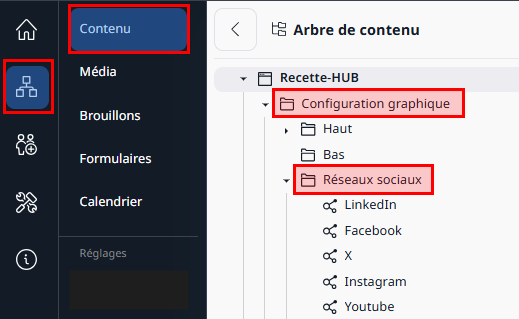 Contenu
Média
Brouillons
Formulaires
Calendrier
Réglages
Arbre de contenu
Recette-HUB
Configuration graphique
Haut
Bas
Réseaux sociaux
LinkedIn
Facebook
X
Instagram
Youtube